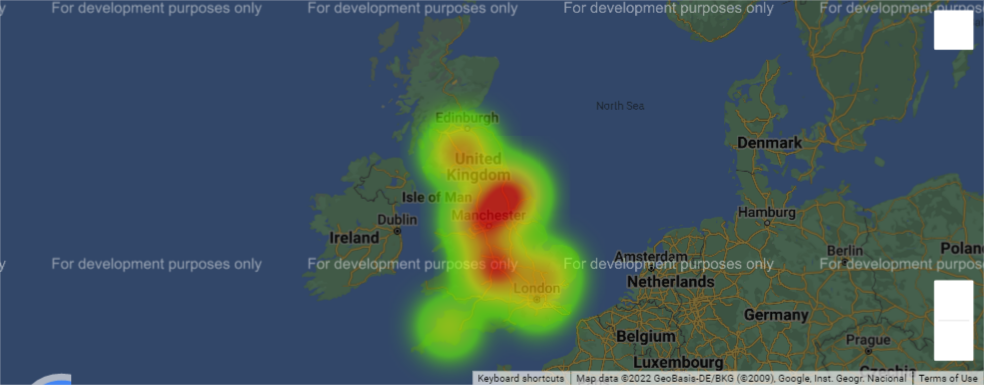 For development purposes only For development purposes only For development purposes only For development purposes
North Sea
Edinburgh
Denmark
United
Kingdom
Isle of Man
Hamburg
Manchester
Dublin
Ireland
Berlin
Poland
Amsterdam
y For development purposes only For development purposes only For development purposes only For development purposes
Netherlands
London
Germany
Belgium
Prague
Luxembourg
Czechia
Keyboard shortcuts Map data ©2022 GeoBasis-DE/BKG (©2009), Google, Inst. Geogr. Nacional Terms of Use